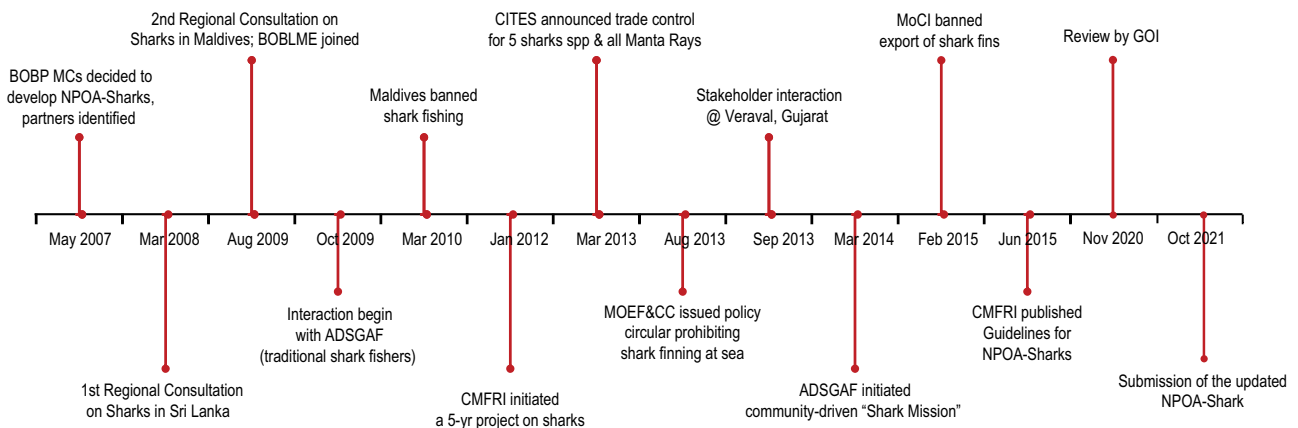 2nd Regional Consultation on
Sharks in Maldives; BOBLME joined
CITES announced trade control
for 5 sharks spp & all Manta Rays
MoCI banned
export of shark fins
Review by GOI
BOBP MCs decided to
develop NPOA-Sharks,
partners identified
Maldives banned
shark fishing
Stakeholder interaction
@ Veraval, Gujarat
May 2007
Mar 2008
Aug 2009
Oct 2009
Mar 2010
Jan 2012
Mar 2013
Aug 2013
Sep 2013
Mar 2014
Feb 2015
Jun 2015
Nov 2020
Oct 2021
Interaction begin
with ADSGAF
(traditional shark fishers)
MOEF&CC issued policy
circular prohibiting
shark finning at sea
CMFRI published
Guidelines for
NPOA-Sharks
1st Regional Consultation
on Sharks in Sri Lanka
CMFRI initiated
a 5-yr project on sharks
ADSGAF initiated
community-driven “Shark Mission”
Submission of the updated
NPOA-Shark